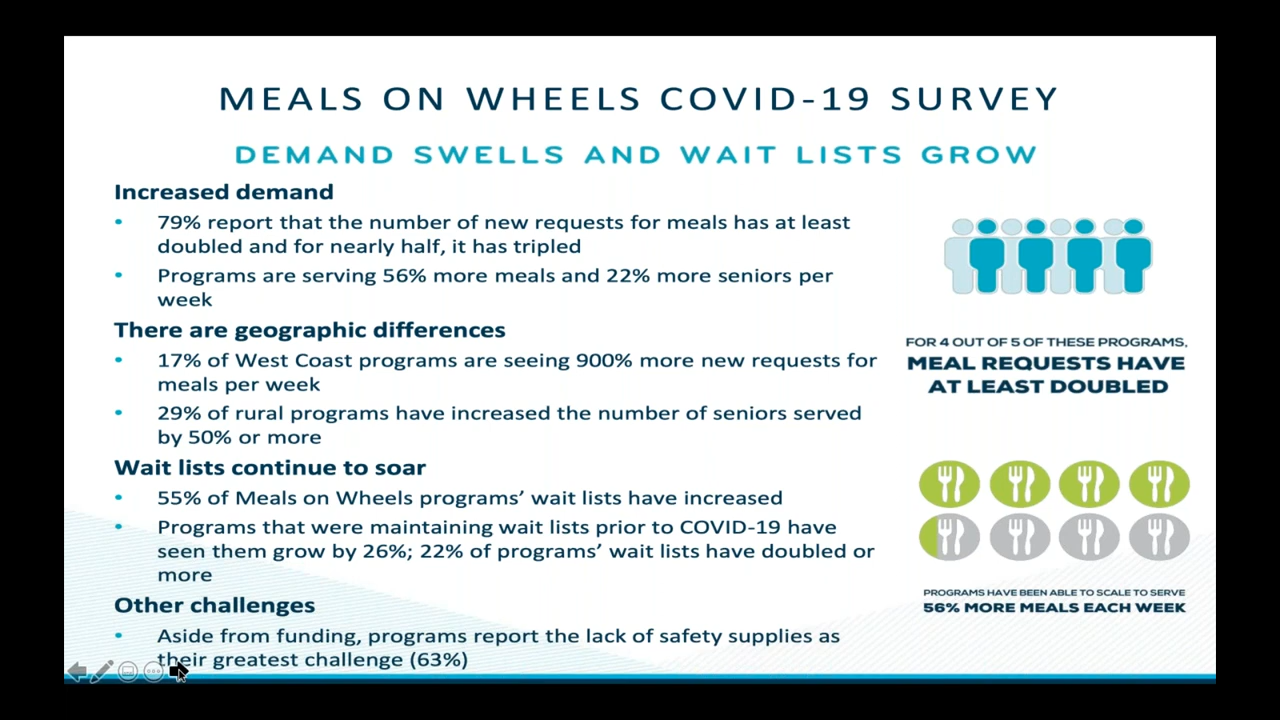 MEALS ON WHEELS COVID-19 SURVEY
DEMAND SWELLS AND WAIT LISTS GROW
Increased demand
• 79% report that the number of new requests for meals has at least
doubled and for nearly half, it has tripled
• Programs are serving 56% more meals and 22% more seniors per
week
There are geographic differences
• 17% of West Coast programs are seeing 900% more new requests for
meals per week
• 29% of rural programs have increased the number of seniors served
by 50% or more
Wait lists continue to soar
• 55% of Meals on Wheels programs’ wait lists have increased
• Programs that were maintaining wait lists prior to COVID-19 have
seen them grow by 26%; 22% of programs’ wait lists have doubled or
more
Other challenges
• Aside from funding, programs report the lack of safety supplies as
their greatest challenge (63%)
FOR 4 OUT OF 5 OF THESE PROGRAMS,
MEAL REQUESTS HAVE
AT LEAST DOUBLED
PROGRAMS HAVE BEEN ABLE TO SCALE TO SERVE
56% MORE MEALS EACH WEEK